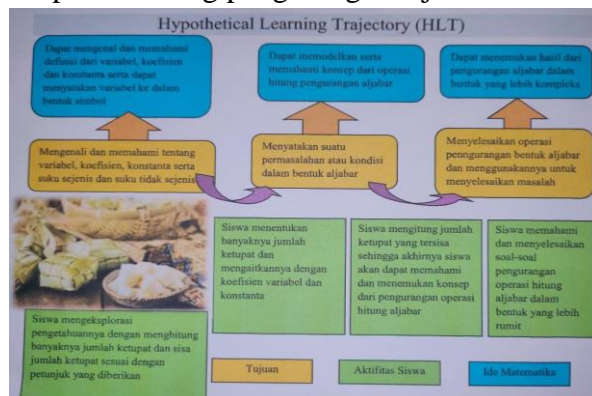 Hypothetical Learning Trajectory (HLT)
Dapat mengenal dan memahami
definisi dari variabel, koefisien
dan konstanta serta dapat
menyatakan variabel ke dalam
bentuk simbol
Dapat serta
memahami konsep dari operasi
hitung pengurangan aljabar
Dapat menemukan hasil dari
pengurangan aljabar dalam
bentuk yang lebih kompleks
Mengenali dan memahami tentang
variabel, koefisien, konstanta serta
suku sejenis dan suku tidak sejenis
Menyatakan suatu
permasalahan atau kondisi
dalam bentuk aljabar
Menyelesaikan operasi
penngurangan bentuk aljabar
dan menggunakannya untuk
menyelesaikan masalah
Siswa menentukan
banyaknya jumlah
ketupat dan
mengaitkannya dengan
koefisien variabel dan
konstanta
Siswa mengitung jumlah
ketupat yang tersisa
sehingga akhirnya siswa
akan dapat memahami
dan menemukan konsep
dari pengurangan operasi
hitung aljabar
Siswa memahami
dan menyelesaikan
soal-soal
pengurangan
operasi hitung
aljabar dalam
bentuk yang lebih
rumit
Siswa mengeksplorasi
pengetahuannya dengan menghitung
banyaknya jumlah ketupat dan sisa
jumlah ketupat sesuai dengan
petunjuk yang diberikan
Tujuan
Aktifitas Siswa
Ide Matematika